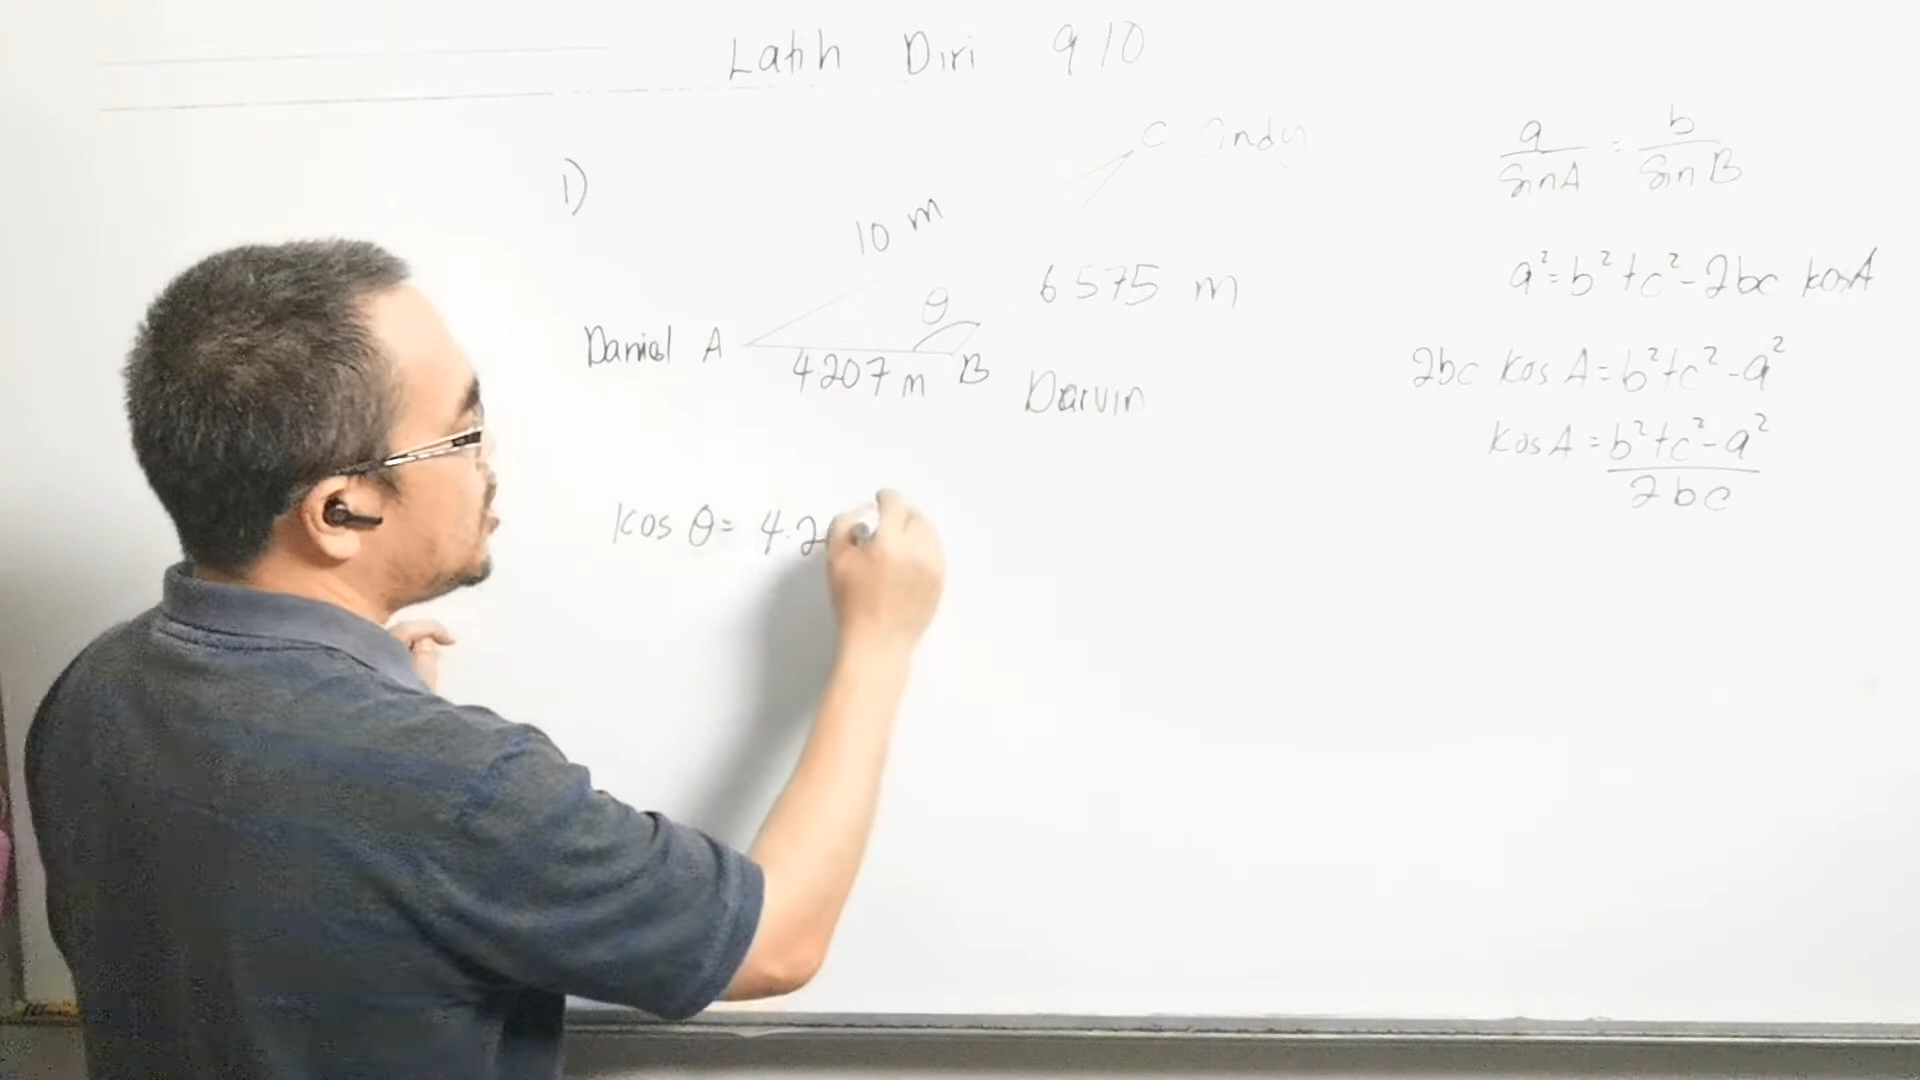 Latih Diri 9 10
1)
C Cindy
10 m
θ
6 575 m
Daniel A
4 207 m B
Darvin
kos θ = 4.2
a/sin A = b/sin B
a² = b² + c² - 2bc kos A
2bc kos A = b² + c² - a²
kos A = b² + c² - a²
2bc